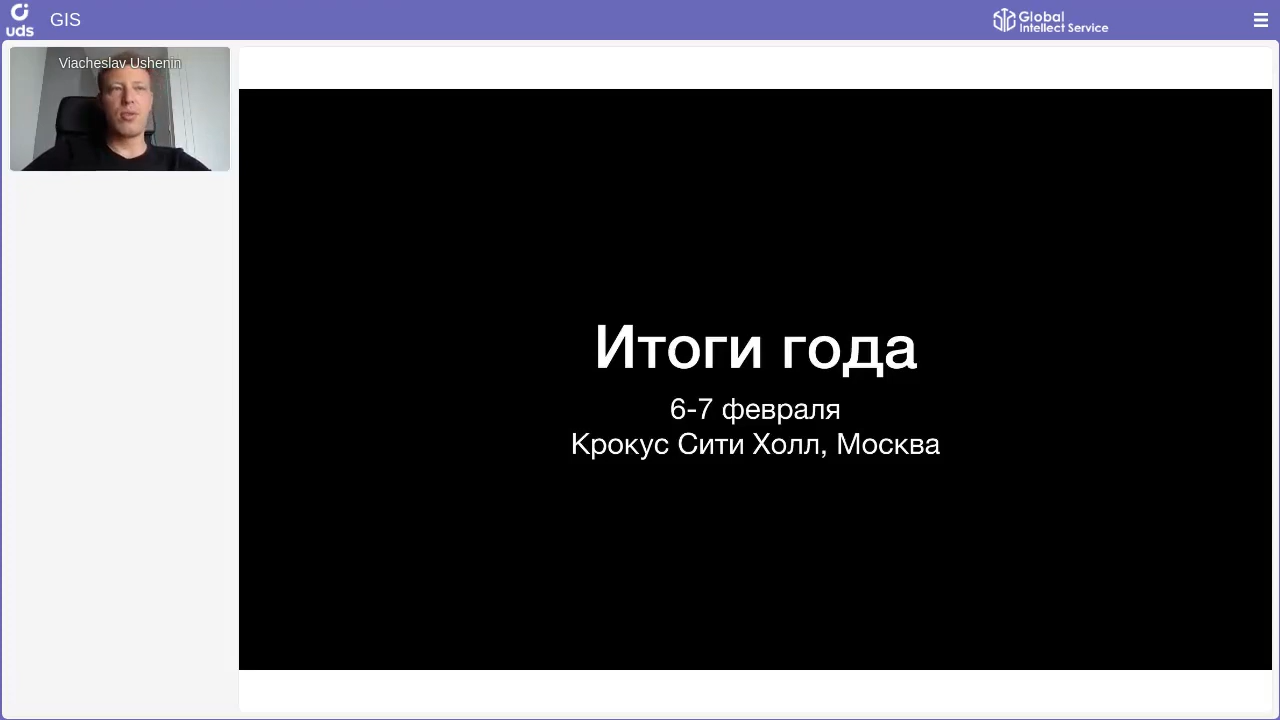 uds
GIS
Global
Intellect Service
Viacheslav Ushenin
Итоги года
6-7 февраля
Крокус Сити Холл, Москва